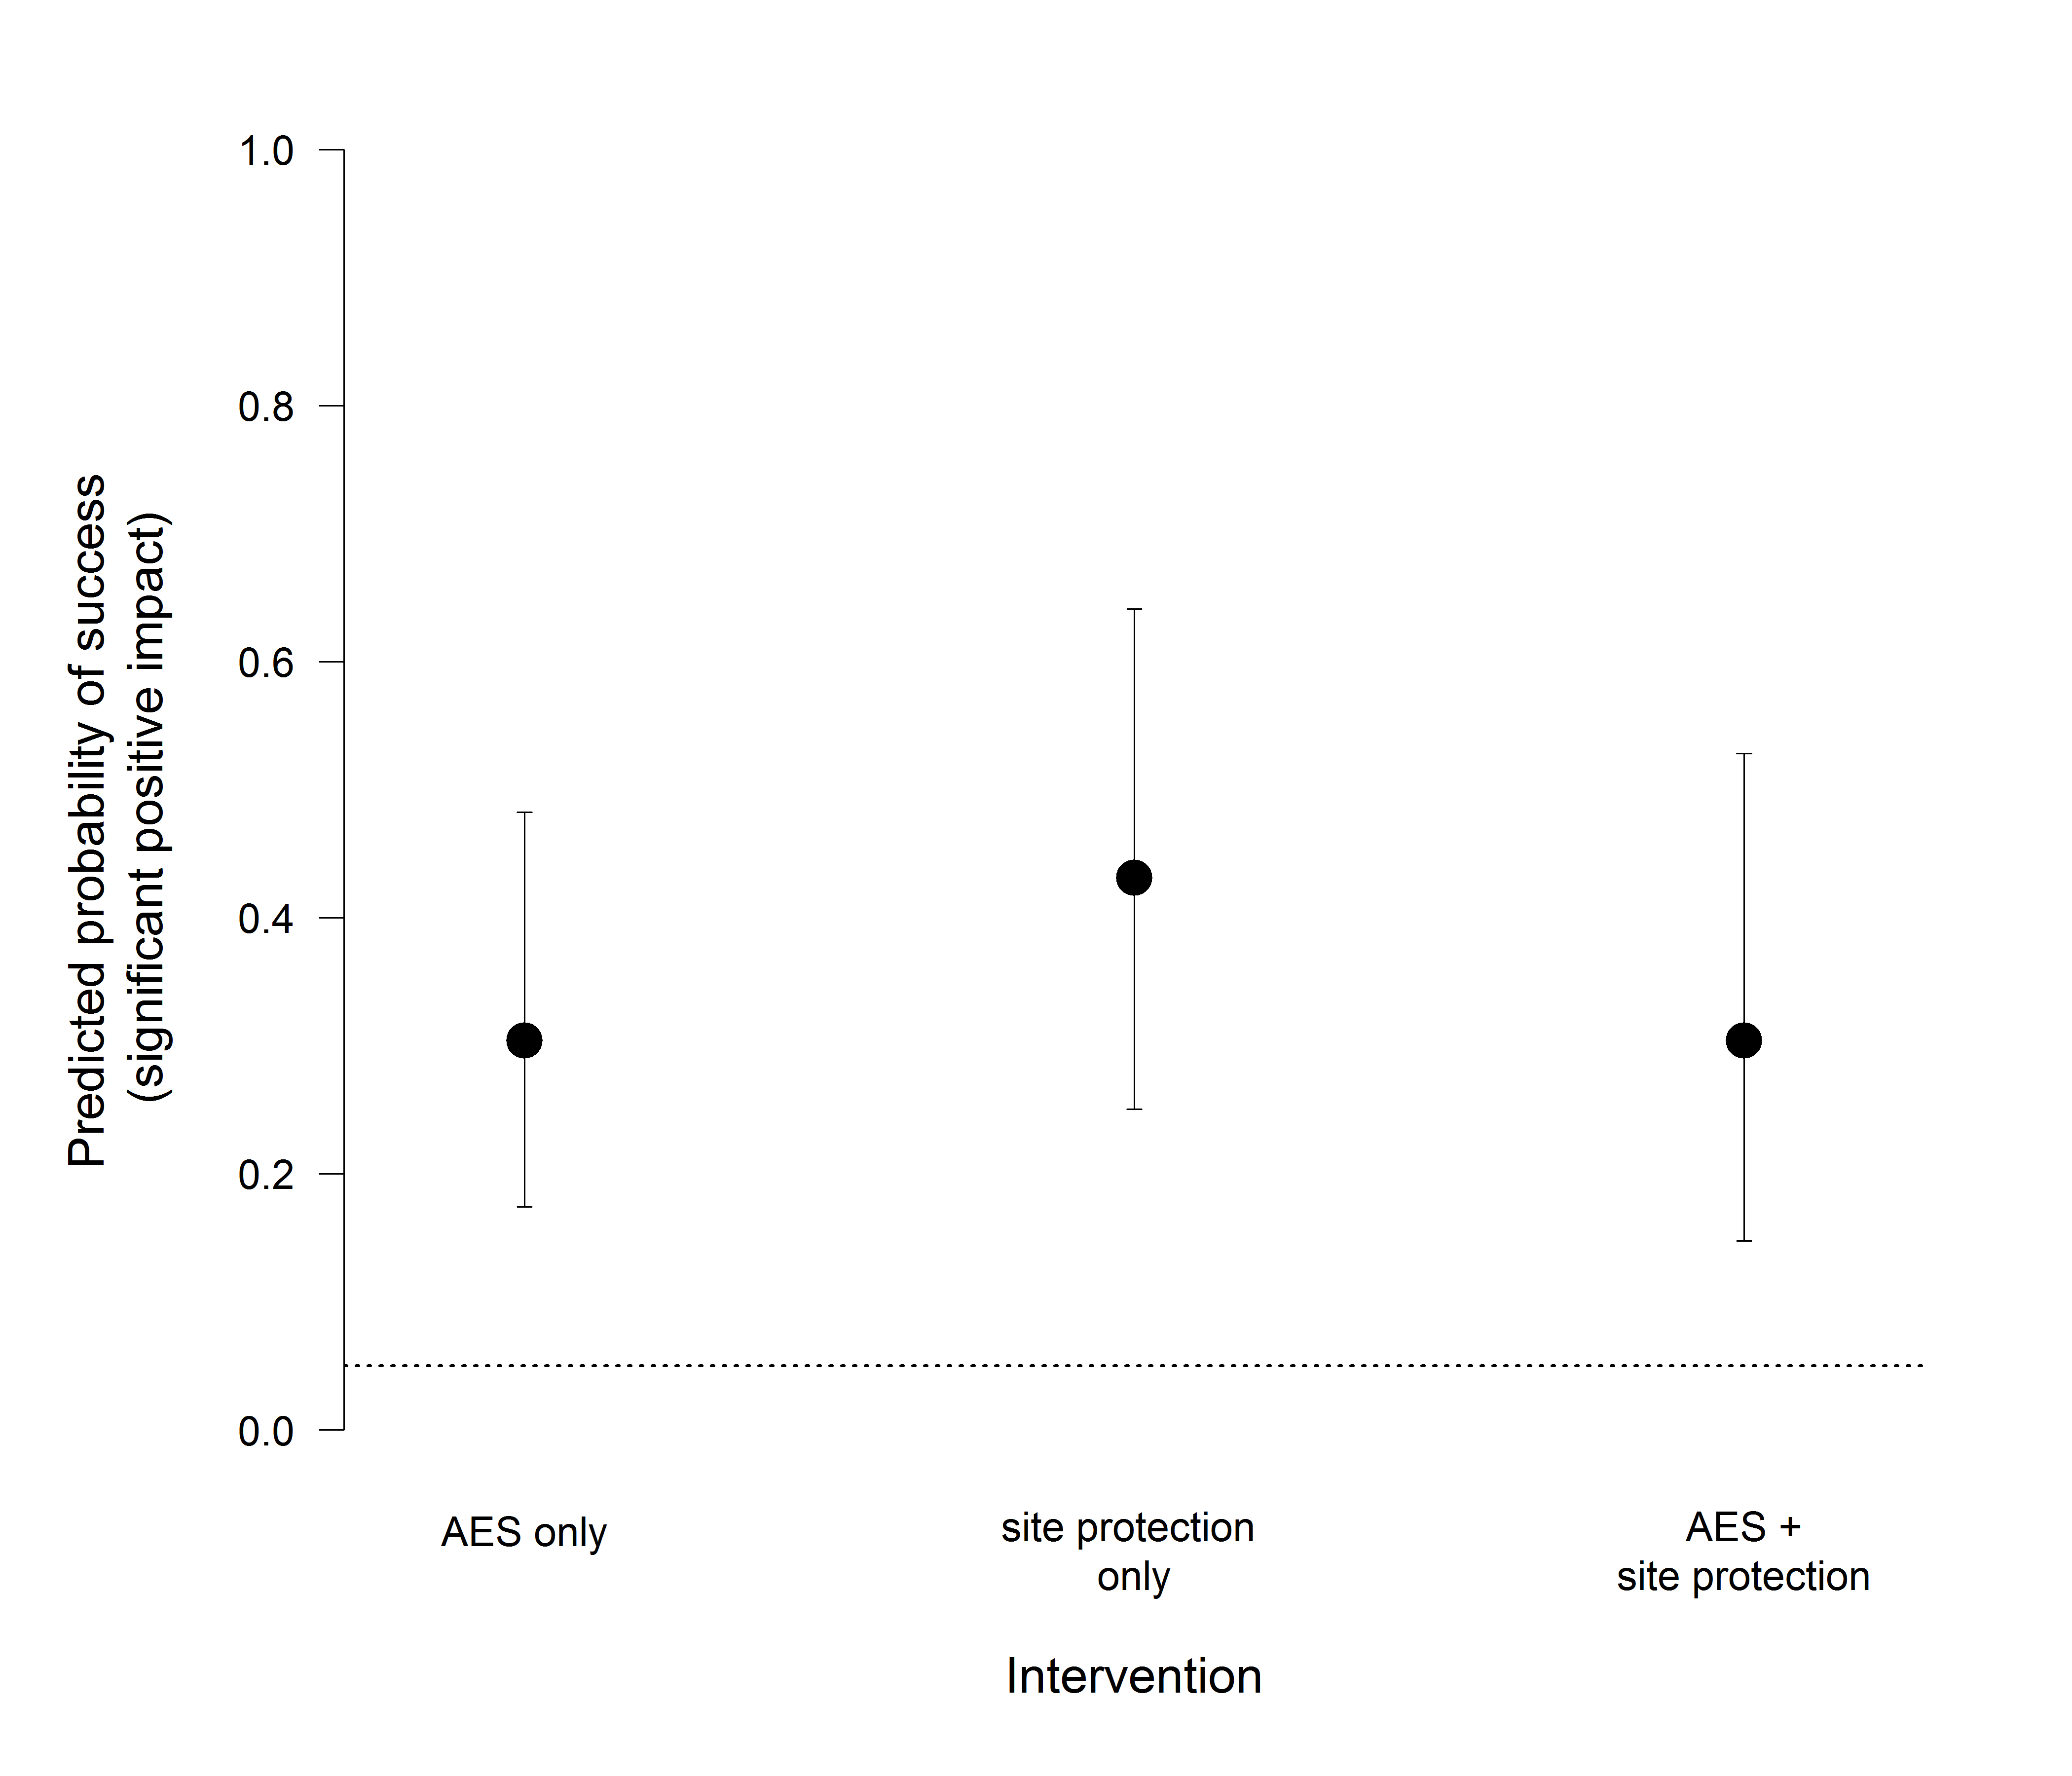 1.0
0.8
0.6
0.4
0.2
0.0
Predicted probability of success
(significant positive impact)
AES only
site protection
only
AES +
site protection
Intervention